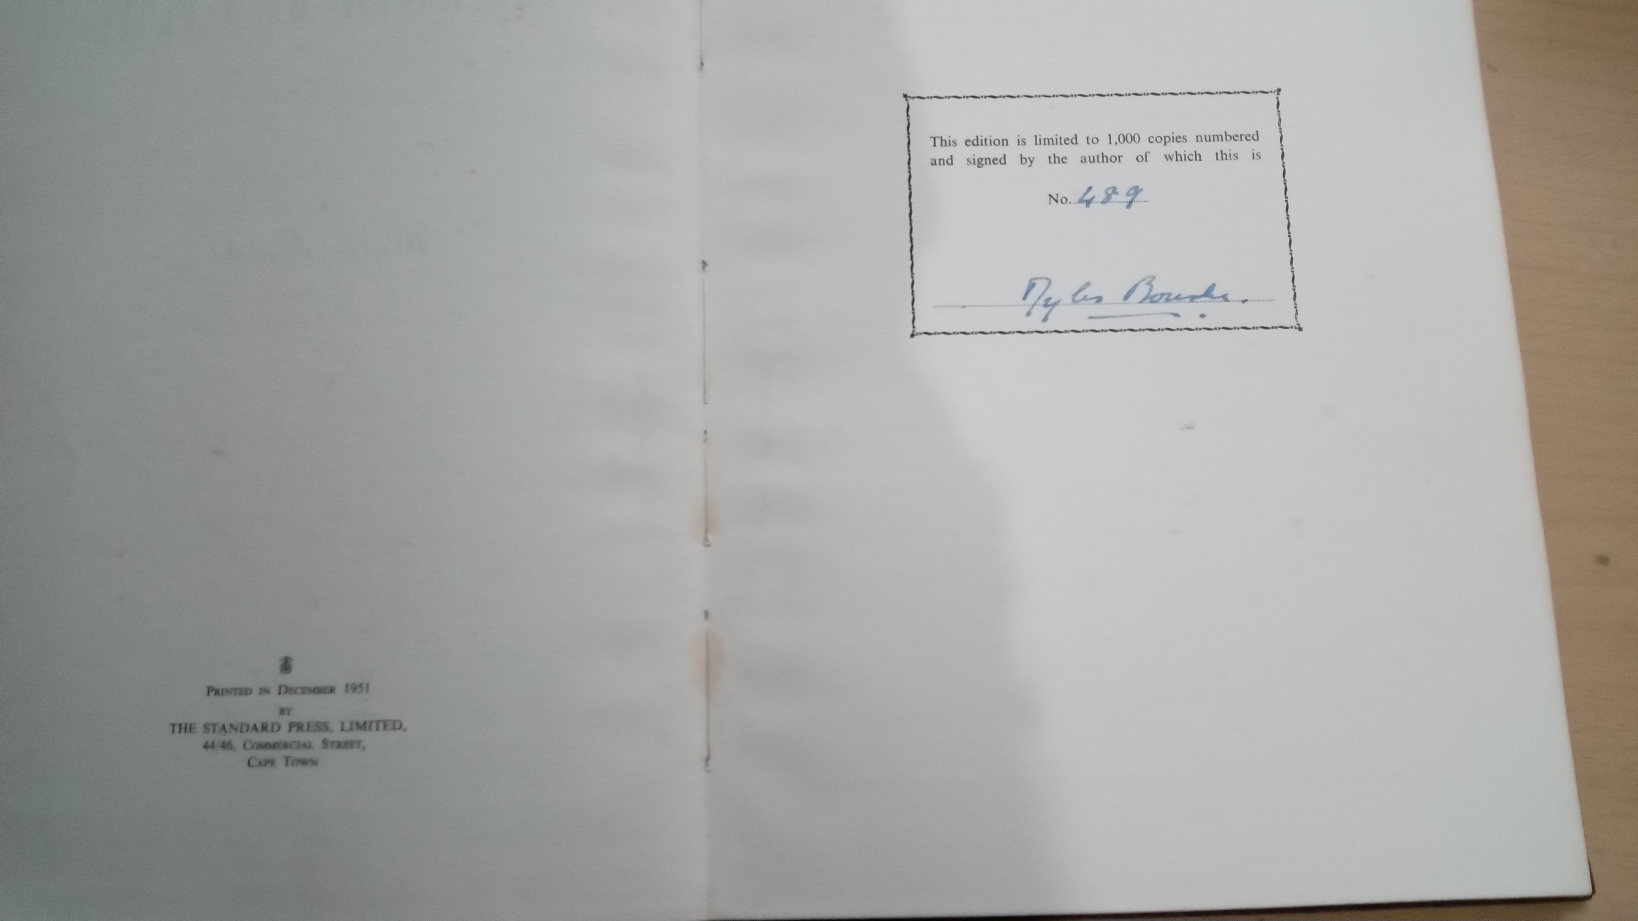 PRINTED IN DECEMBER 1951
BY
THE STANDARD PRESS, LIMITED,
44/46, COMMERCIAL STREET,
CAPE TOWN
This edition is limited to 1,000 copies numbered
and signed by the author of which this is
No. 489
Myles Bourke.